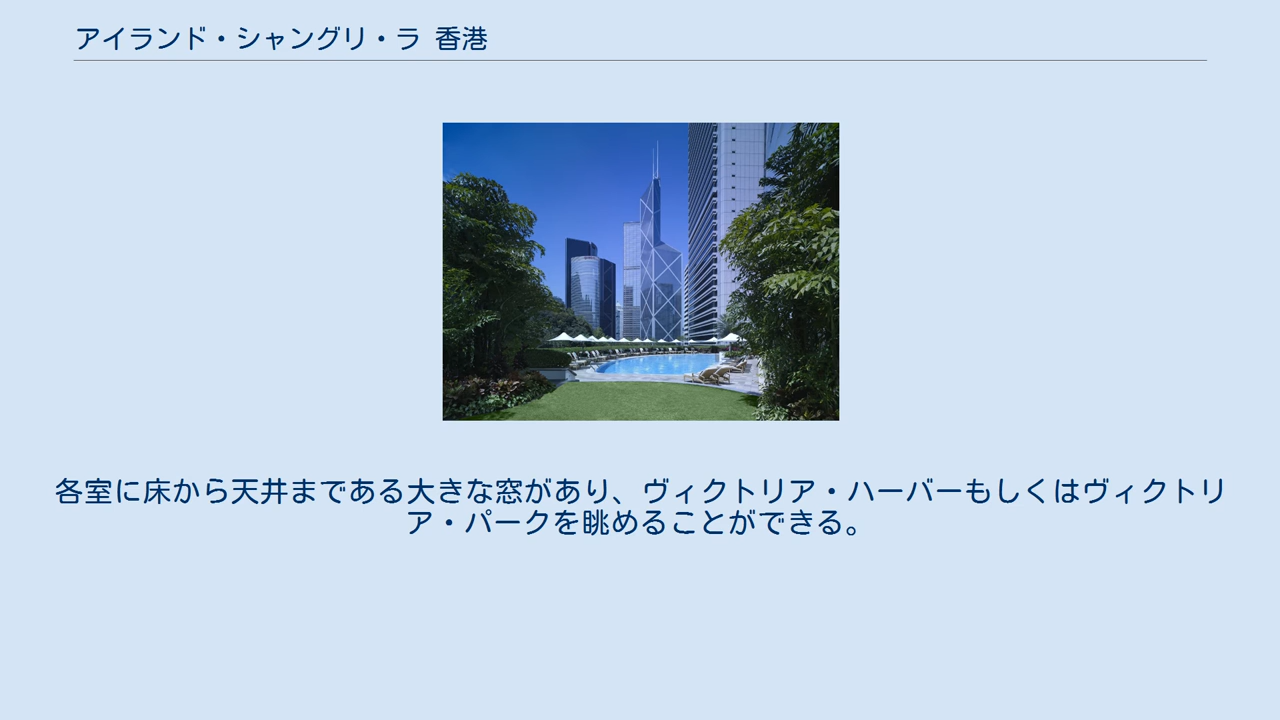 アイランド・シャングリ・ラ 香港
各室に床から天井まである大きな窓があり、ヴィクトリア・ハーバーもしくはヴィクトリ
ア・パークを眺めることができる。